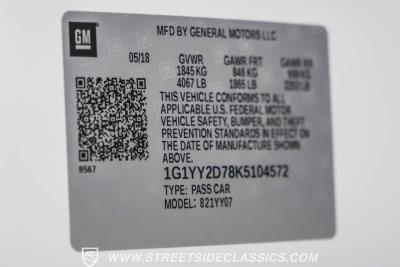 GM
MFD BY GENERAL MOTORS LLC
05/18 GVWR GAWR FRT GAWR RR
1845 KG 846 KG
4067 LB 1865 LB
THIS VEHICLE CONFORMS TO ALL
APPLICABLE U.S. FEDERAL MOTOR
VEHICLE SAFETY, BUMPER, AND THEFT
PREVENTION STANDARDS IN EFFECT ON
THE DATE OF MANUFACTURE SHOWN
ABOVE.
9567
1G1YY2D78K5104572
TYPE: PASS CAR
MODEL: 821YY07
WWW.STREETSIDECLASSICS.COM